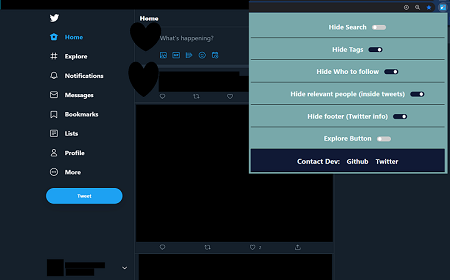 Home
Explore
Notifications
Messages
Bookmarks
Lists
Profile
More
Tweet
Home
What's happening?
2
Hide Search
Hide Tags
Hide Who to follow
Hide relevant people (inside tweets)
Hide footer (Twitter info)
Explore Button
Contact Dev: Github Twitter